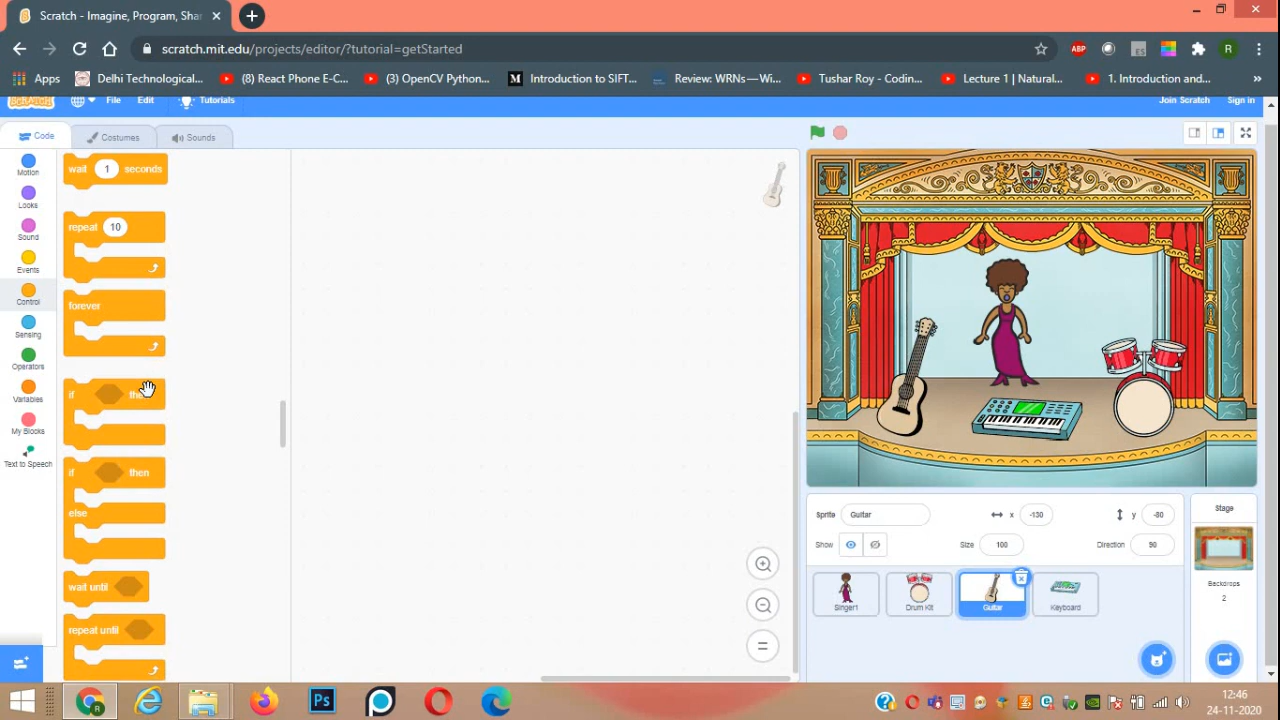 Scratch - Imagine, Program, Shar
scratch.mit.edu/projects/editor/?tutorial=getStarted
ABP
R
Apps
Delhi Technological...
(8) React Phone E-C...
(3) OpenCV Python...
M Introduction to SIFT...
Review: WRNs—Wi...
Tushar Roy - Codin...
Lecture 1 | Natural...
1. Introduction and...
»
SCRATCH
File
Edit
Tutorials
Join Scratch
Sign in
Code
Costumes
Sounds
Motion
Looks
Sound
Events
Control
Sensing
Operators
Variables
My Blocks
Text to Speech
wait 1 seconds
repeat 10
forever
if then
if then
else
wait until
repeat until
Sprite Guitar
x -130
y -80
Show
Size 100
Direction 90
Singer1
Drum Kit
Guitar
Keyboard
Stage
Backdrops
2
Ps
12:46
24-11-2020